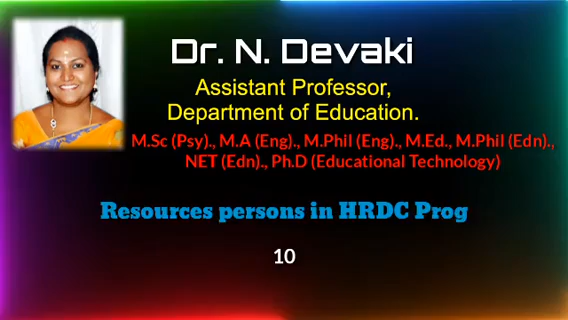 Dr. N. Devaki
Assistant Professor,
Department of Education.
M.Sc (Psy)., M.A (Eng)., M.Phil (Eng)., M.Ed., M.Phil (Edn).,
NET (Edn)., Ph.D (Educational Technology)
Resources persons in HRDC Prog
10